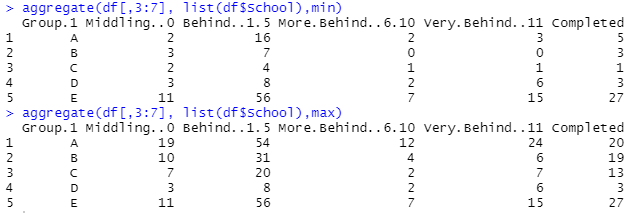 > aggregate(df[,3:7], list(df$School),min)
Group.1 Middling..0 Behind..1.5 More.Behind..6.10 Very.Behind..11 Completed
1 A 2 16 2 3 5
2 B 3 7 0 0 3
3 C 2 4 1 1 1
4 D 3 8 2 6 3
5 E 11 56 7 15 27
> aggregate(df[,3:7], list(df$School),max)
Group.1 Middling..0 Behind..1.5 More.Behind..6.10 Very.Behind..11 Completed
1 A 19 54 12 24 20
2 B 10 31 4 6 19
3 C 7 20 2 7 13
4 D 3 8 2 6 3
5 E 11 56 7 15 27